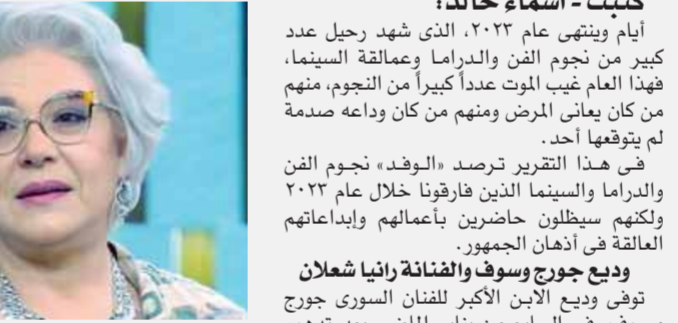 كتبت - أسماء خالد:
أيام وينتهى عام ٢٠٢٣، الذى شهد رحيل عدد
كبير من نجوم الفن والدراما وعمالقة السينما،
فهذا العام غيب الموت عدداً كبيراً من النجوم، منهم
من كان يعانى المرض ومنهم من كان وداعه صدمة
لم يتوقعها أحد.
فى هذا التقرير ترصد «الوفد» نجوم الفن
والدراما والسينما الذين فارقونا خلال عام ٢٠٢٣
ولكنهم سيظلون حاضرين بأعمالهم وإبداعاتهم
العالقة فى أذهان الجمهور.
وديع جورج وسوف والفنانة رانيا شعلان
توفى وديع الابن الأكبر للفنان السورى جورج